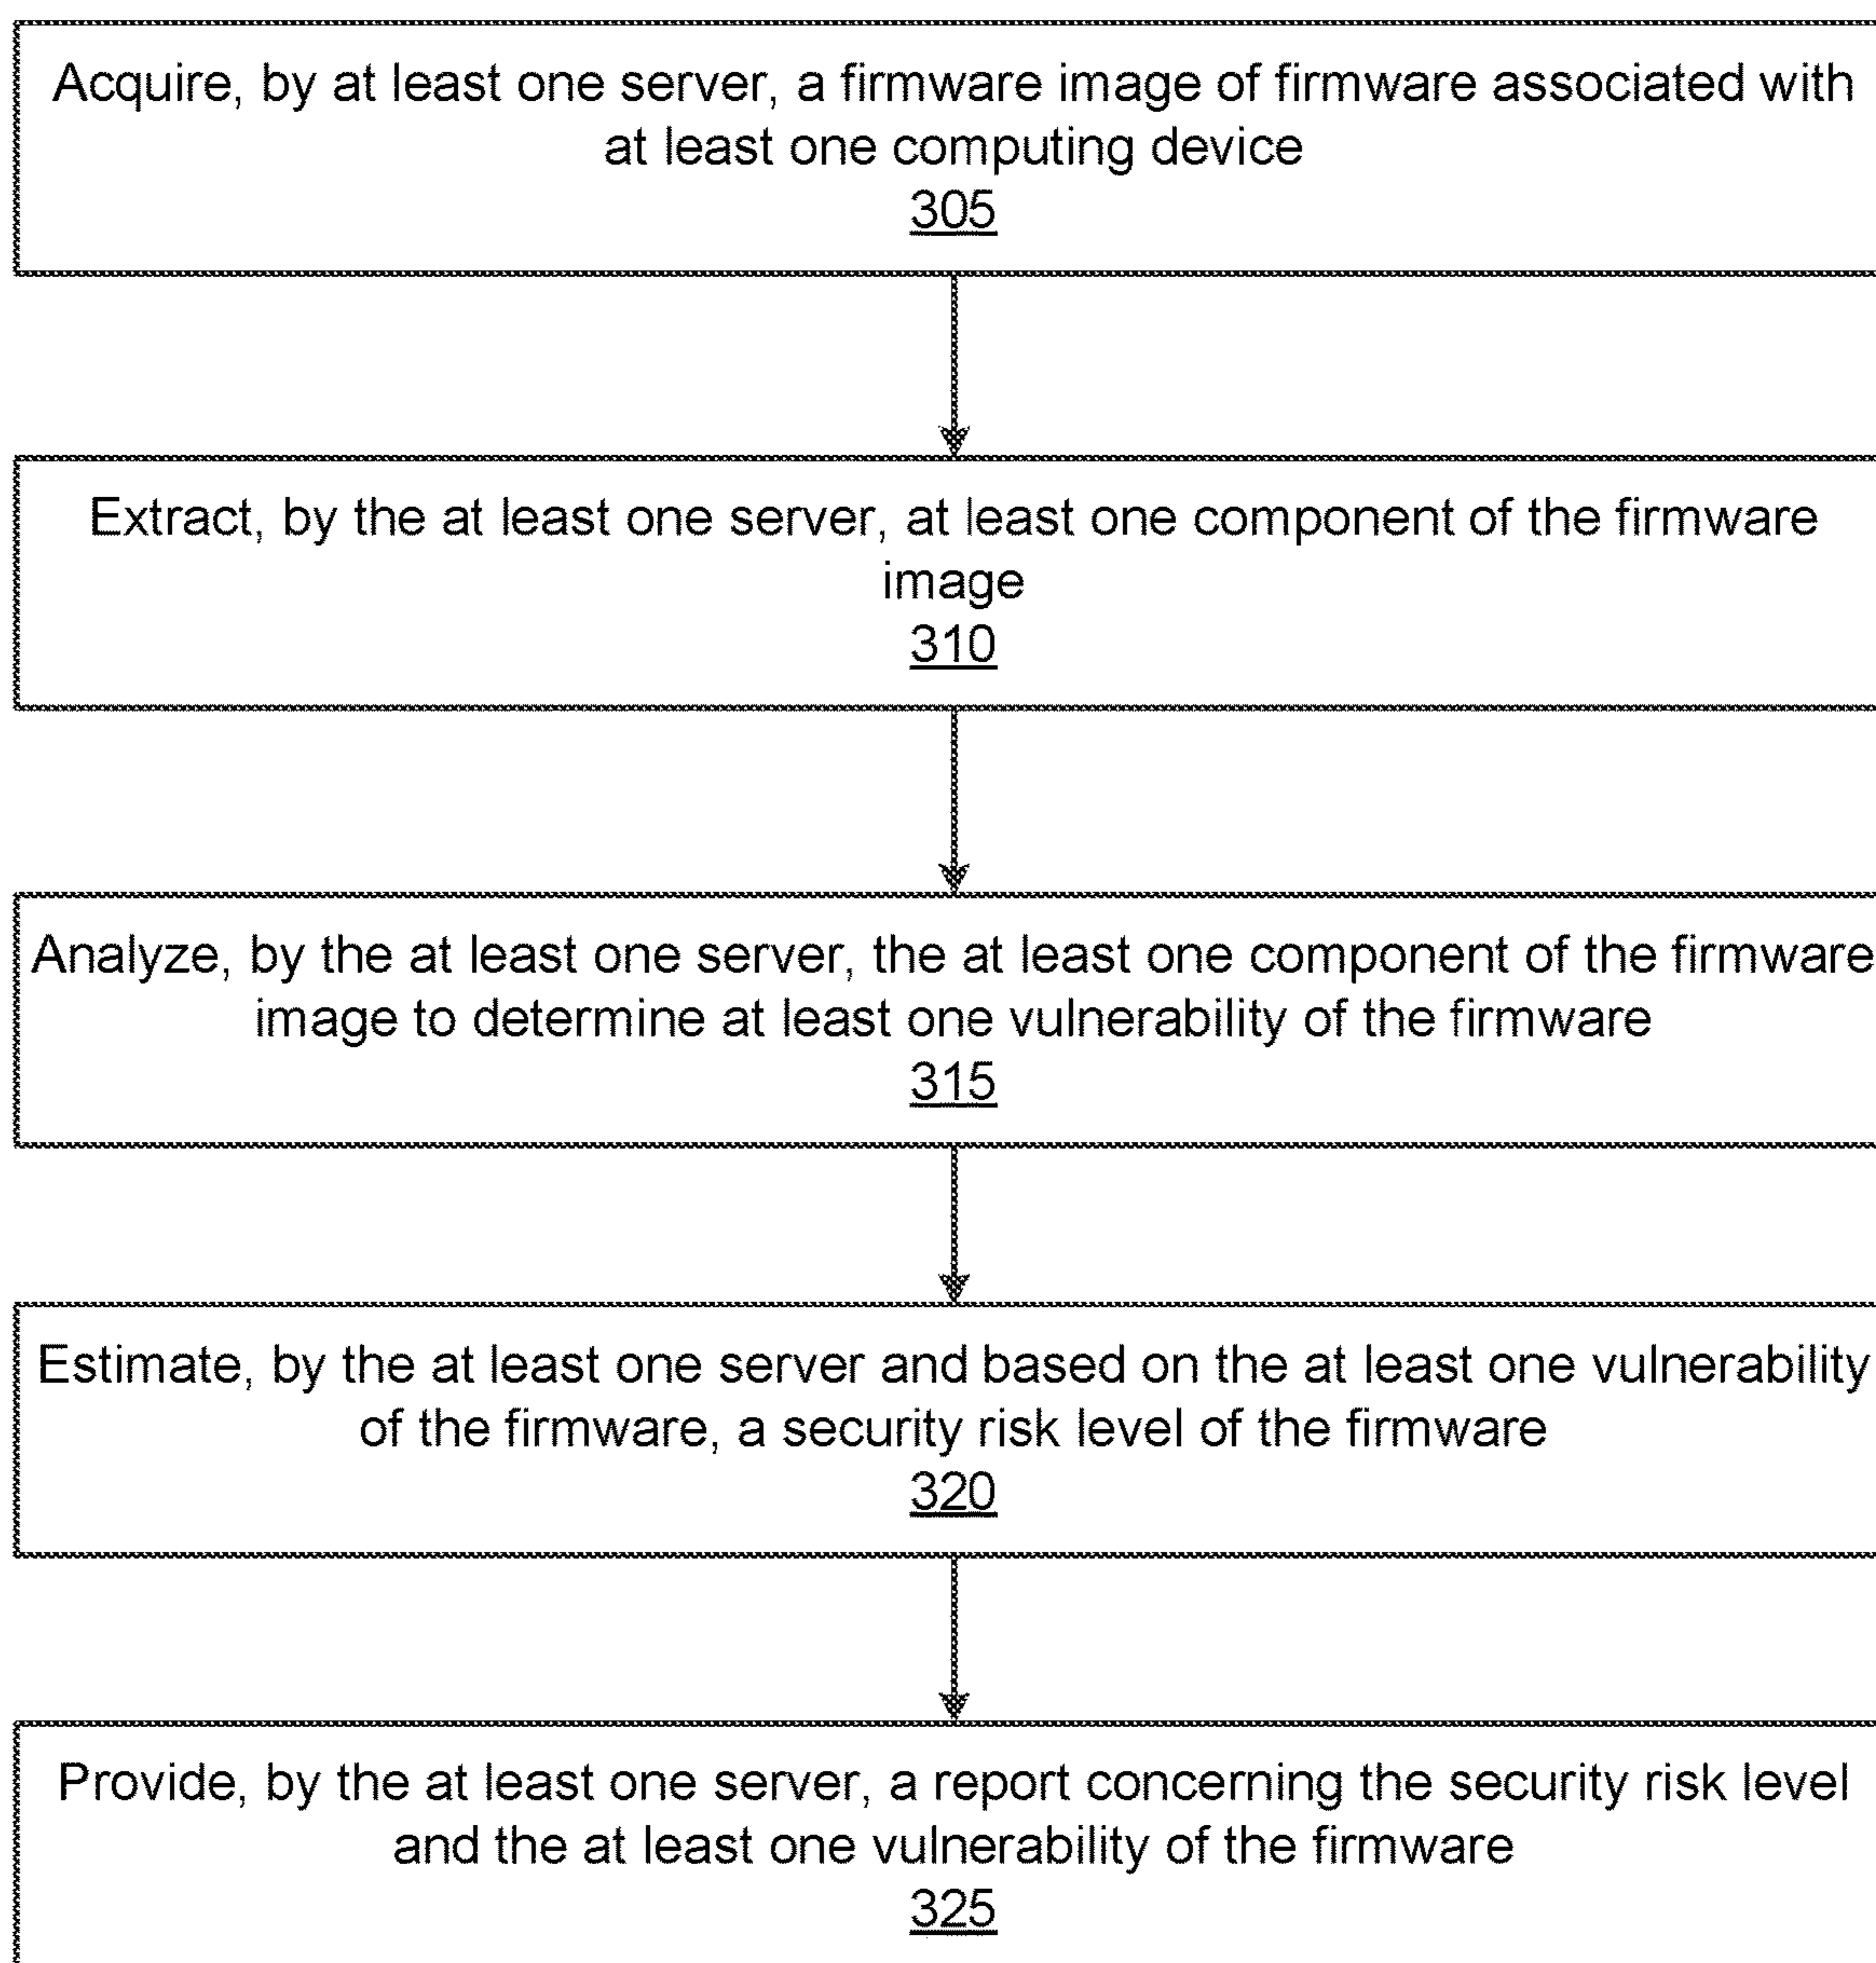 Acquire, by at least one server, a firmware image of firmware associated with
at least one computing device
305
Extract, by the at least one server, at least one component of the firmware
image
310
Analyze, by the at least one server, the at least one component of the firmware
image to determine at least one vulnerability of the firmware
315
Estimate, by the at least one server and based on the at least one vulnerability
of the firmware, a security risk level of the firmware
320
Provide, by the at least one server, a report concerning the security risk level
and the at least one vulnerability of the firmware
325